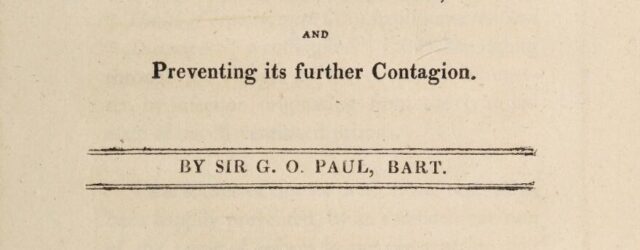 AND
Preventing its further Contagion.
BY SIR G. O. PAUL, BART.